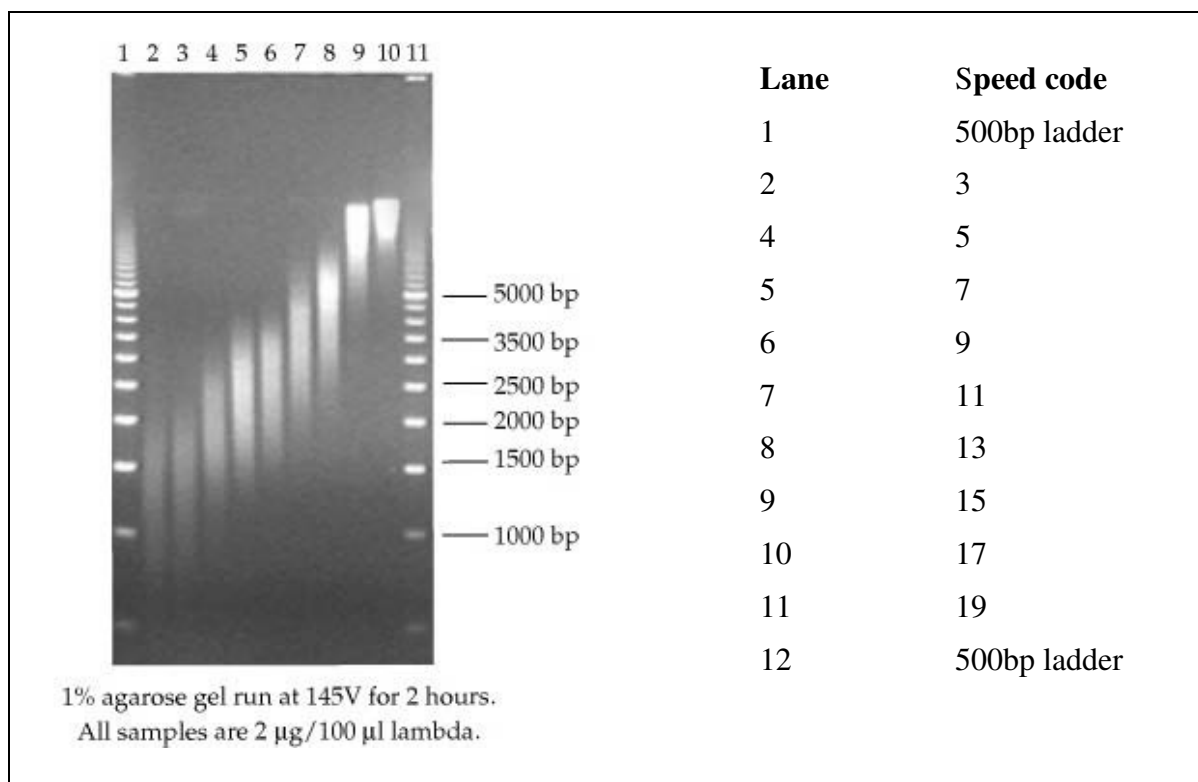 1 2 3 4 5 6 7 8 9 10 11
5000 bp
3500 bp
2500 bp
2000 bp
1500 bp
1000 bp
1% agarose gel run at 145V for 2 hours.
All samples are 2 µg/100 µl lambda.
Lane Speed code
1 500bp ladder
2 3
4 5
5 7
6 9
7 11
8 13
9 15
10 17
11 19
12 500bp ladder